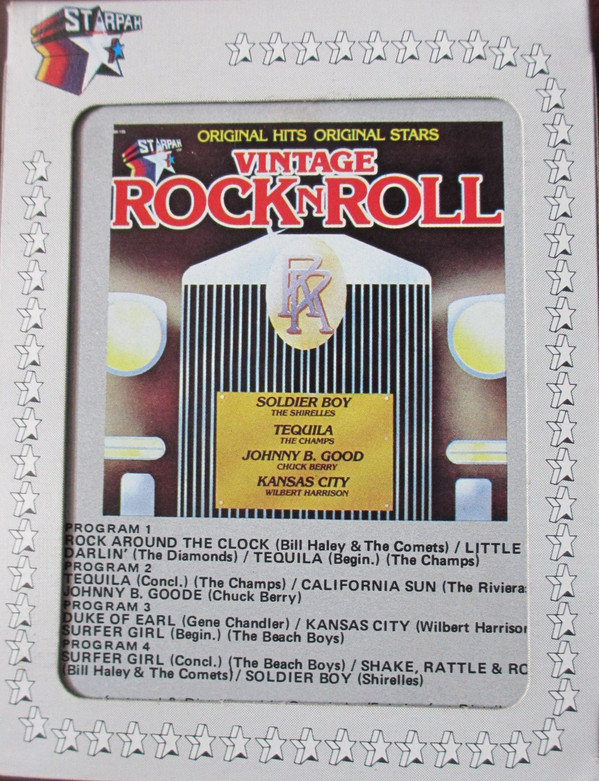 STARPAK
STARPAK
ORIGINAL HITS ORIGINAL STARS
VINTAGE
ROCK N ROLL
RR
SOLDIER BOY
THE SHIRELLES
TEQUILA
THE CHAMPS
JOHNNY B. GOOD
CHUCK BERRY
KANSAS CITY
WILBERT HARRISON
PROGRAM 1
ROCK AROUND THE CLOCK (Bill Haley & The Comets) / LITTLE
DARLIN' (The Diamonds) / TEQUILA (Begin.) (The Champs)
PROGRAM 2
TEQUILA (Concl.) (The Champs) / CALIFORNIA SUN (The Riviera
JOHNNY B. GOODE (Chuck Berry)
PROGRAM 3
DUKE OF EARL (Gene Chandler) / KANSAS CITY (Wilbert Harrison
SURFER GIRL (Begin.) (The Beach Boys)
PROGRAM 4
SURFER GIRL (Concl.) (The Beach Boys) / SHAKE, RATTLE & RO
(Bill Haley & The Comets) / SOLDIER BOY (Shirelles)